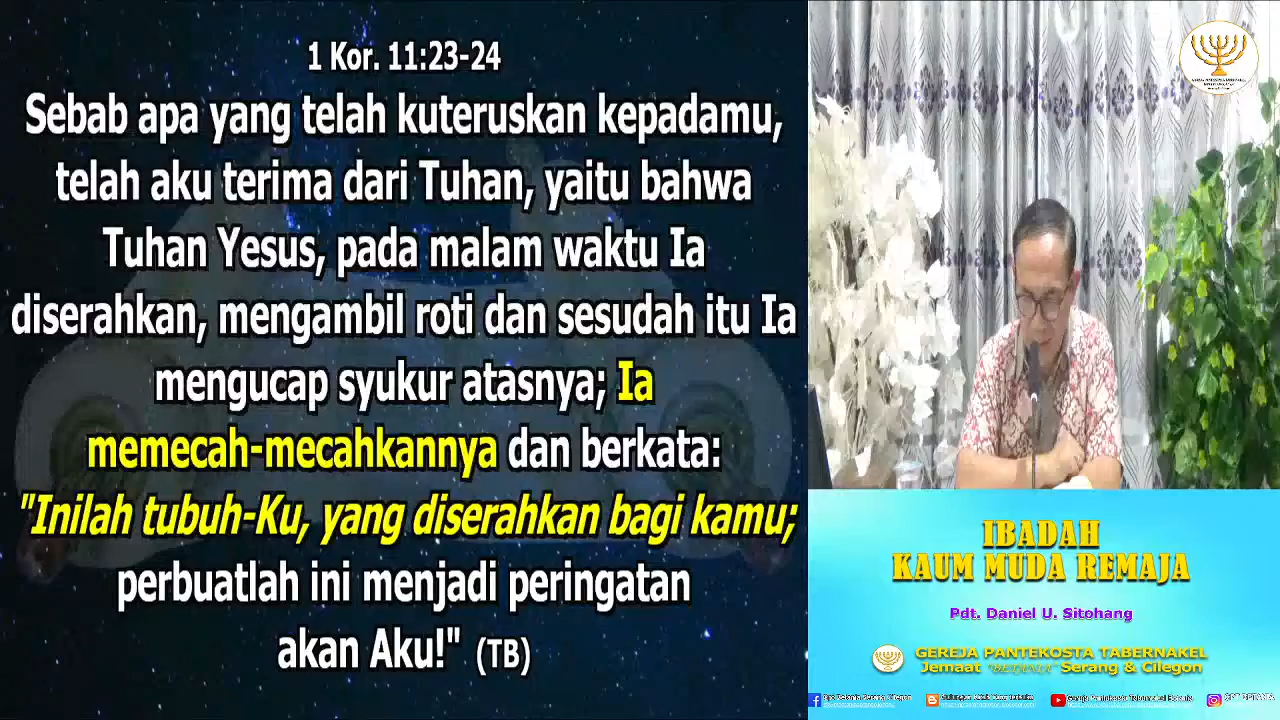 1 Kor. 11:23-24
Sebab apa yang telah kuteruskan kepadamu,
telah aku terima dari Tuhan, yaitu bahwa
Tuhan Yesus, pada malam waktu Ia
diserahkan, mengambil roti dan sesudah itu Ia
mengucap syukur atasnya; Ia
memecah-mecahkannya dan berkata:
"Inilah tubuh-Ku, yang diserahkan bagi kamu;
perbuatlah ini menjadi peringatan
akan Aku!" (TB)
IBADAH
KAUM MUDA REMAJA
Pdt. Daniel U. Sitohang
GEREJA PANTEKOSTA TABERNAKEL
Jemaat "BETANIA" Serang & Cilegon